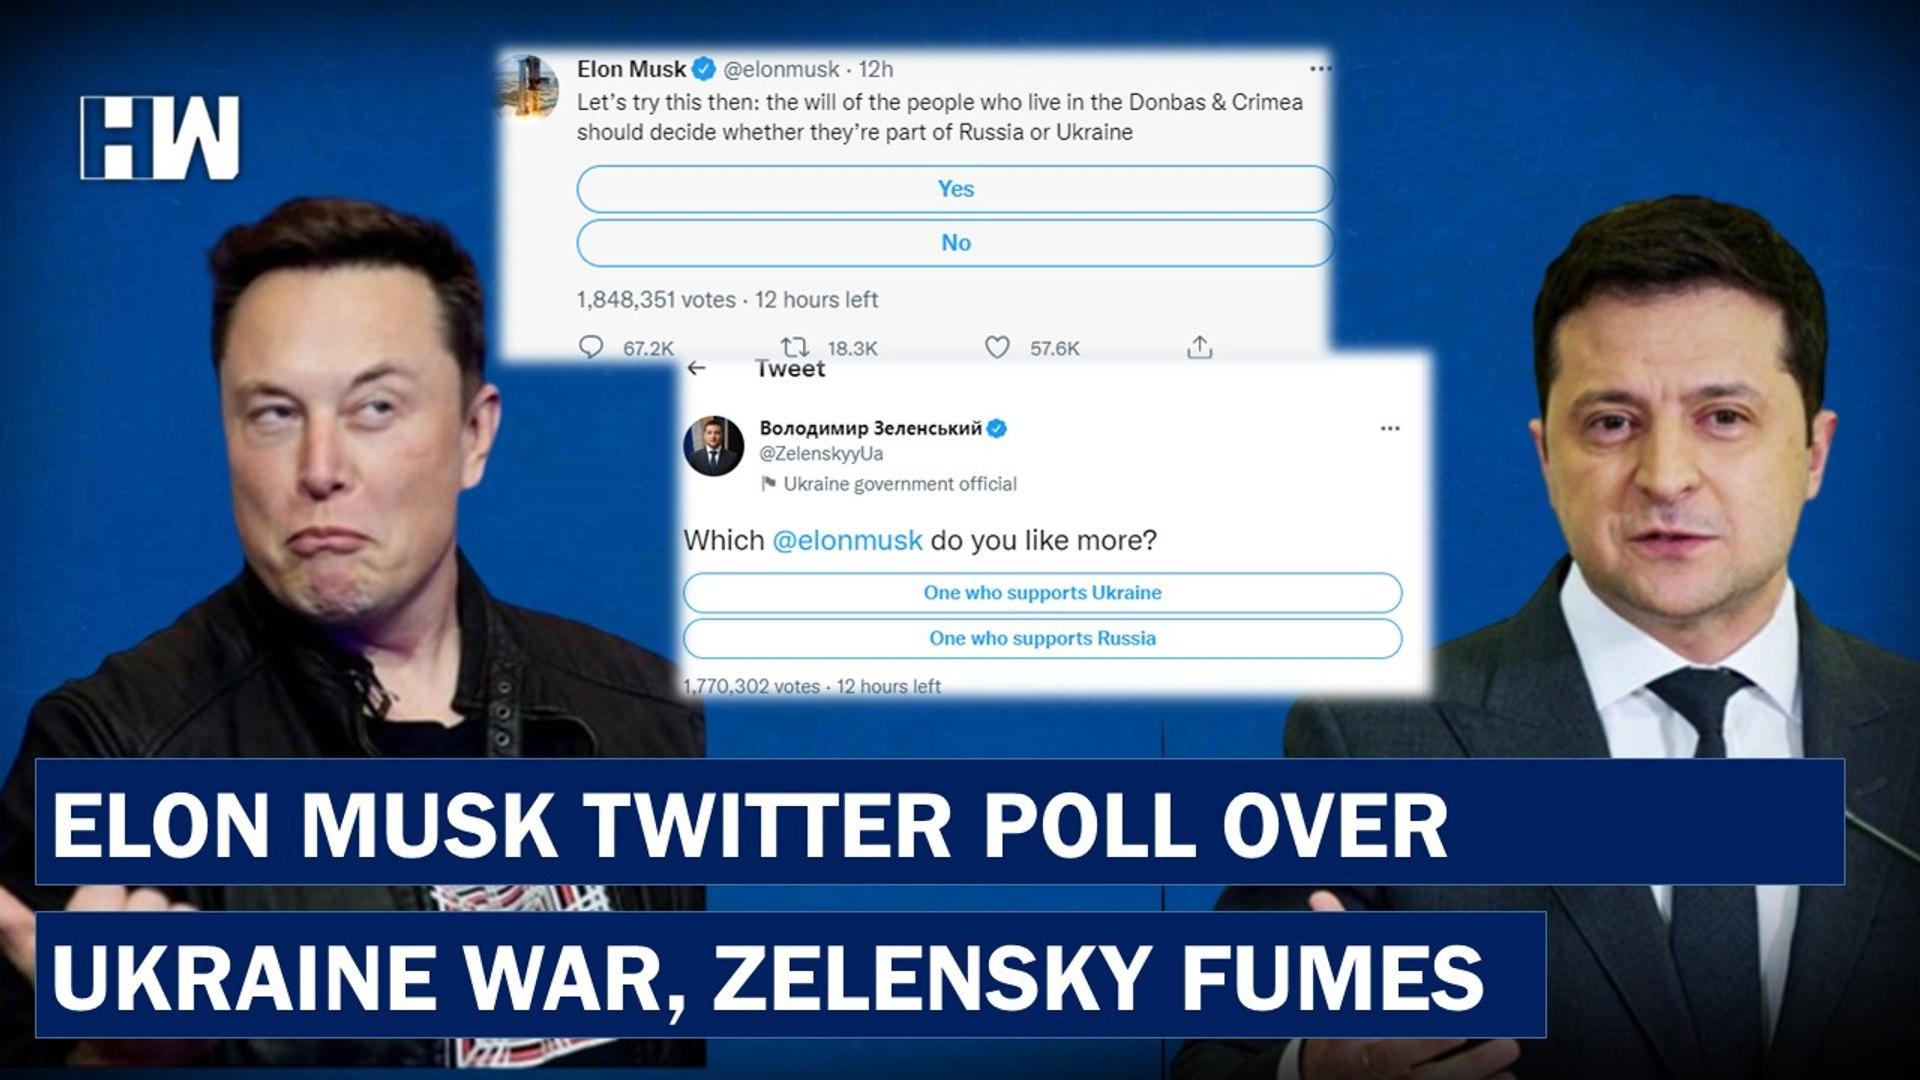 HW
Elon Musk @elonmusk · 12h
Let's try this then: the will of the people who live in the Donbas & Crimea
should decide whether they're part of Russia or Ukraine
Yes
No
1,848,351 votes · 12 hours left
67.2K 18.3K 57.6K
Tweet
Володимир Зеленський
@ZelenskyyUa
Ukraine government official
Which @elonmusk do you like more?
One who supports Ukraine
One who supports Russia
1,770,302 votes · 12 hours left
ELON MUSK TWITTER POLL OVER
UKRAINE WAR, ZELENSKY FUMES